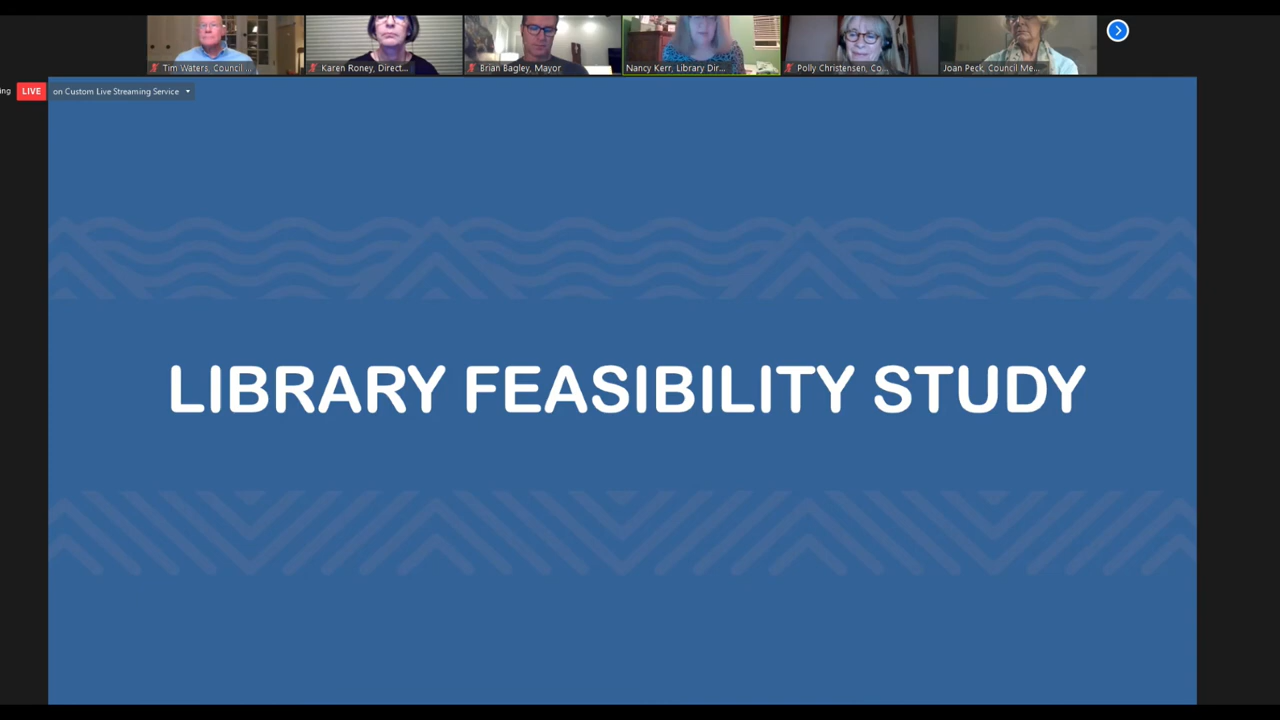 Tim Waters, Council ...
Karen Roney, Direct...
Brian Bagley, Mayor
Nancy Kerr, Library Dir...
Polly Christensen, Co...
Joan Peck, Council Me...
ing
LIVE
on Custom Live Streaming Service
LIBRARY FEASIBILITY STUDY